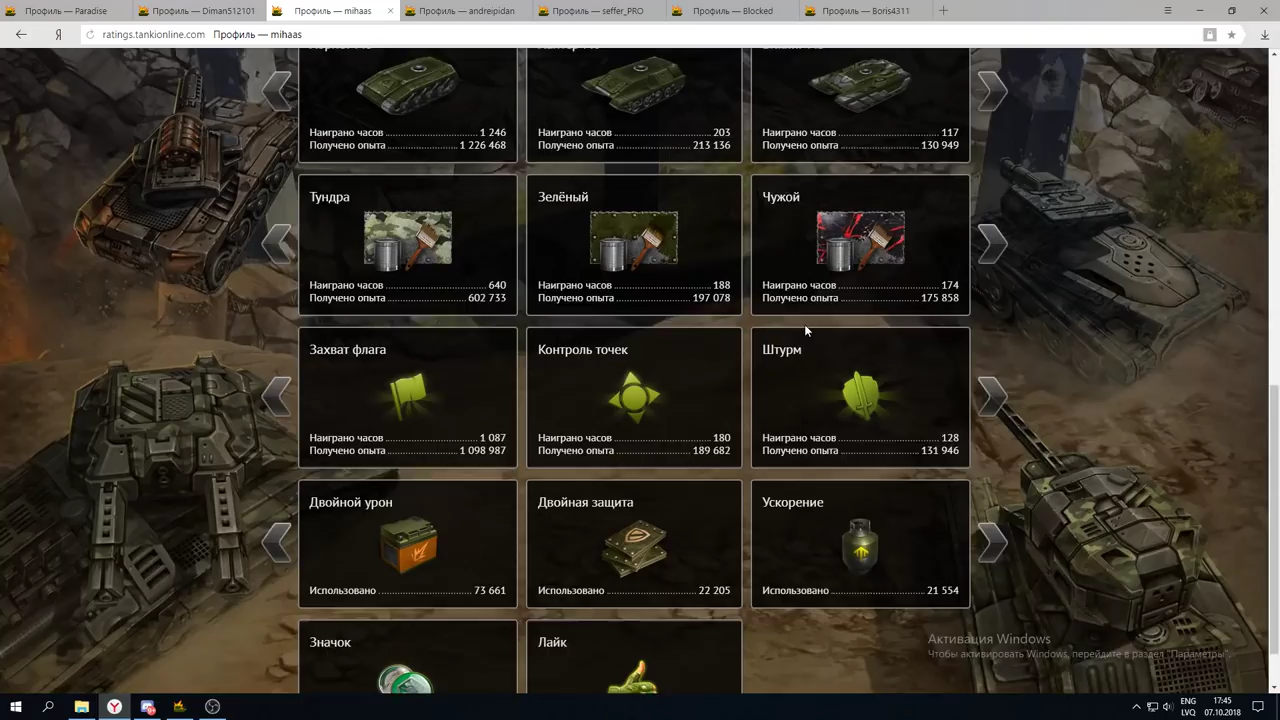 Профиль — Paradise
Профиль — Diman512101
Профиль — mihaas
Профиль — andreipidan
Профиль — seffer_PRO
Профиль — Blocked
Профиль — Boris4311
ratings.tankionline.com Профиль — mihaas
Наиграно часов 1 246
Получено опыта 1 226 468
Наиграно часов 203
Получено опыта 213 136
Наиграно часов 117
Получено опыта 130 949
Тундра
Наиграно часов 640
Получено опыта 602 733
Зелёный
Наиграно часов 188
Получено опыта 197 078
Чужой
Наиграно часов 174
Получено опыта 175 858
Захват флага
Наиграно часов 1 087
Получено опыта 1 098 987
Контроль точек
Наиграно часов 180
Получено опыта 189 682
Штурм
Наиграно часов 128
Получено опыта 131 946
Двойной урон
Использовано 73 661
Двойная защита
Использовано 22 205
Ускорение
Использовано 21 554
Значок
Лайк
Активация Windows
Чтобы активировать Windows, перейдите в раздел "Параметры".
ENG
LVQ
17:45
07.10.2018